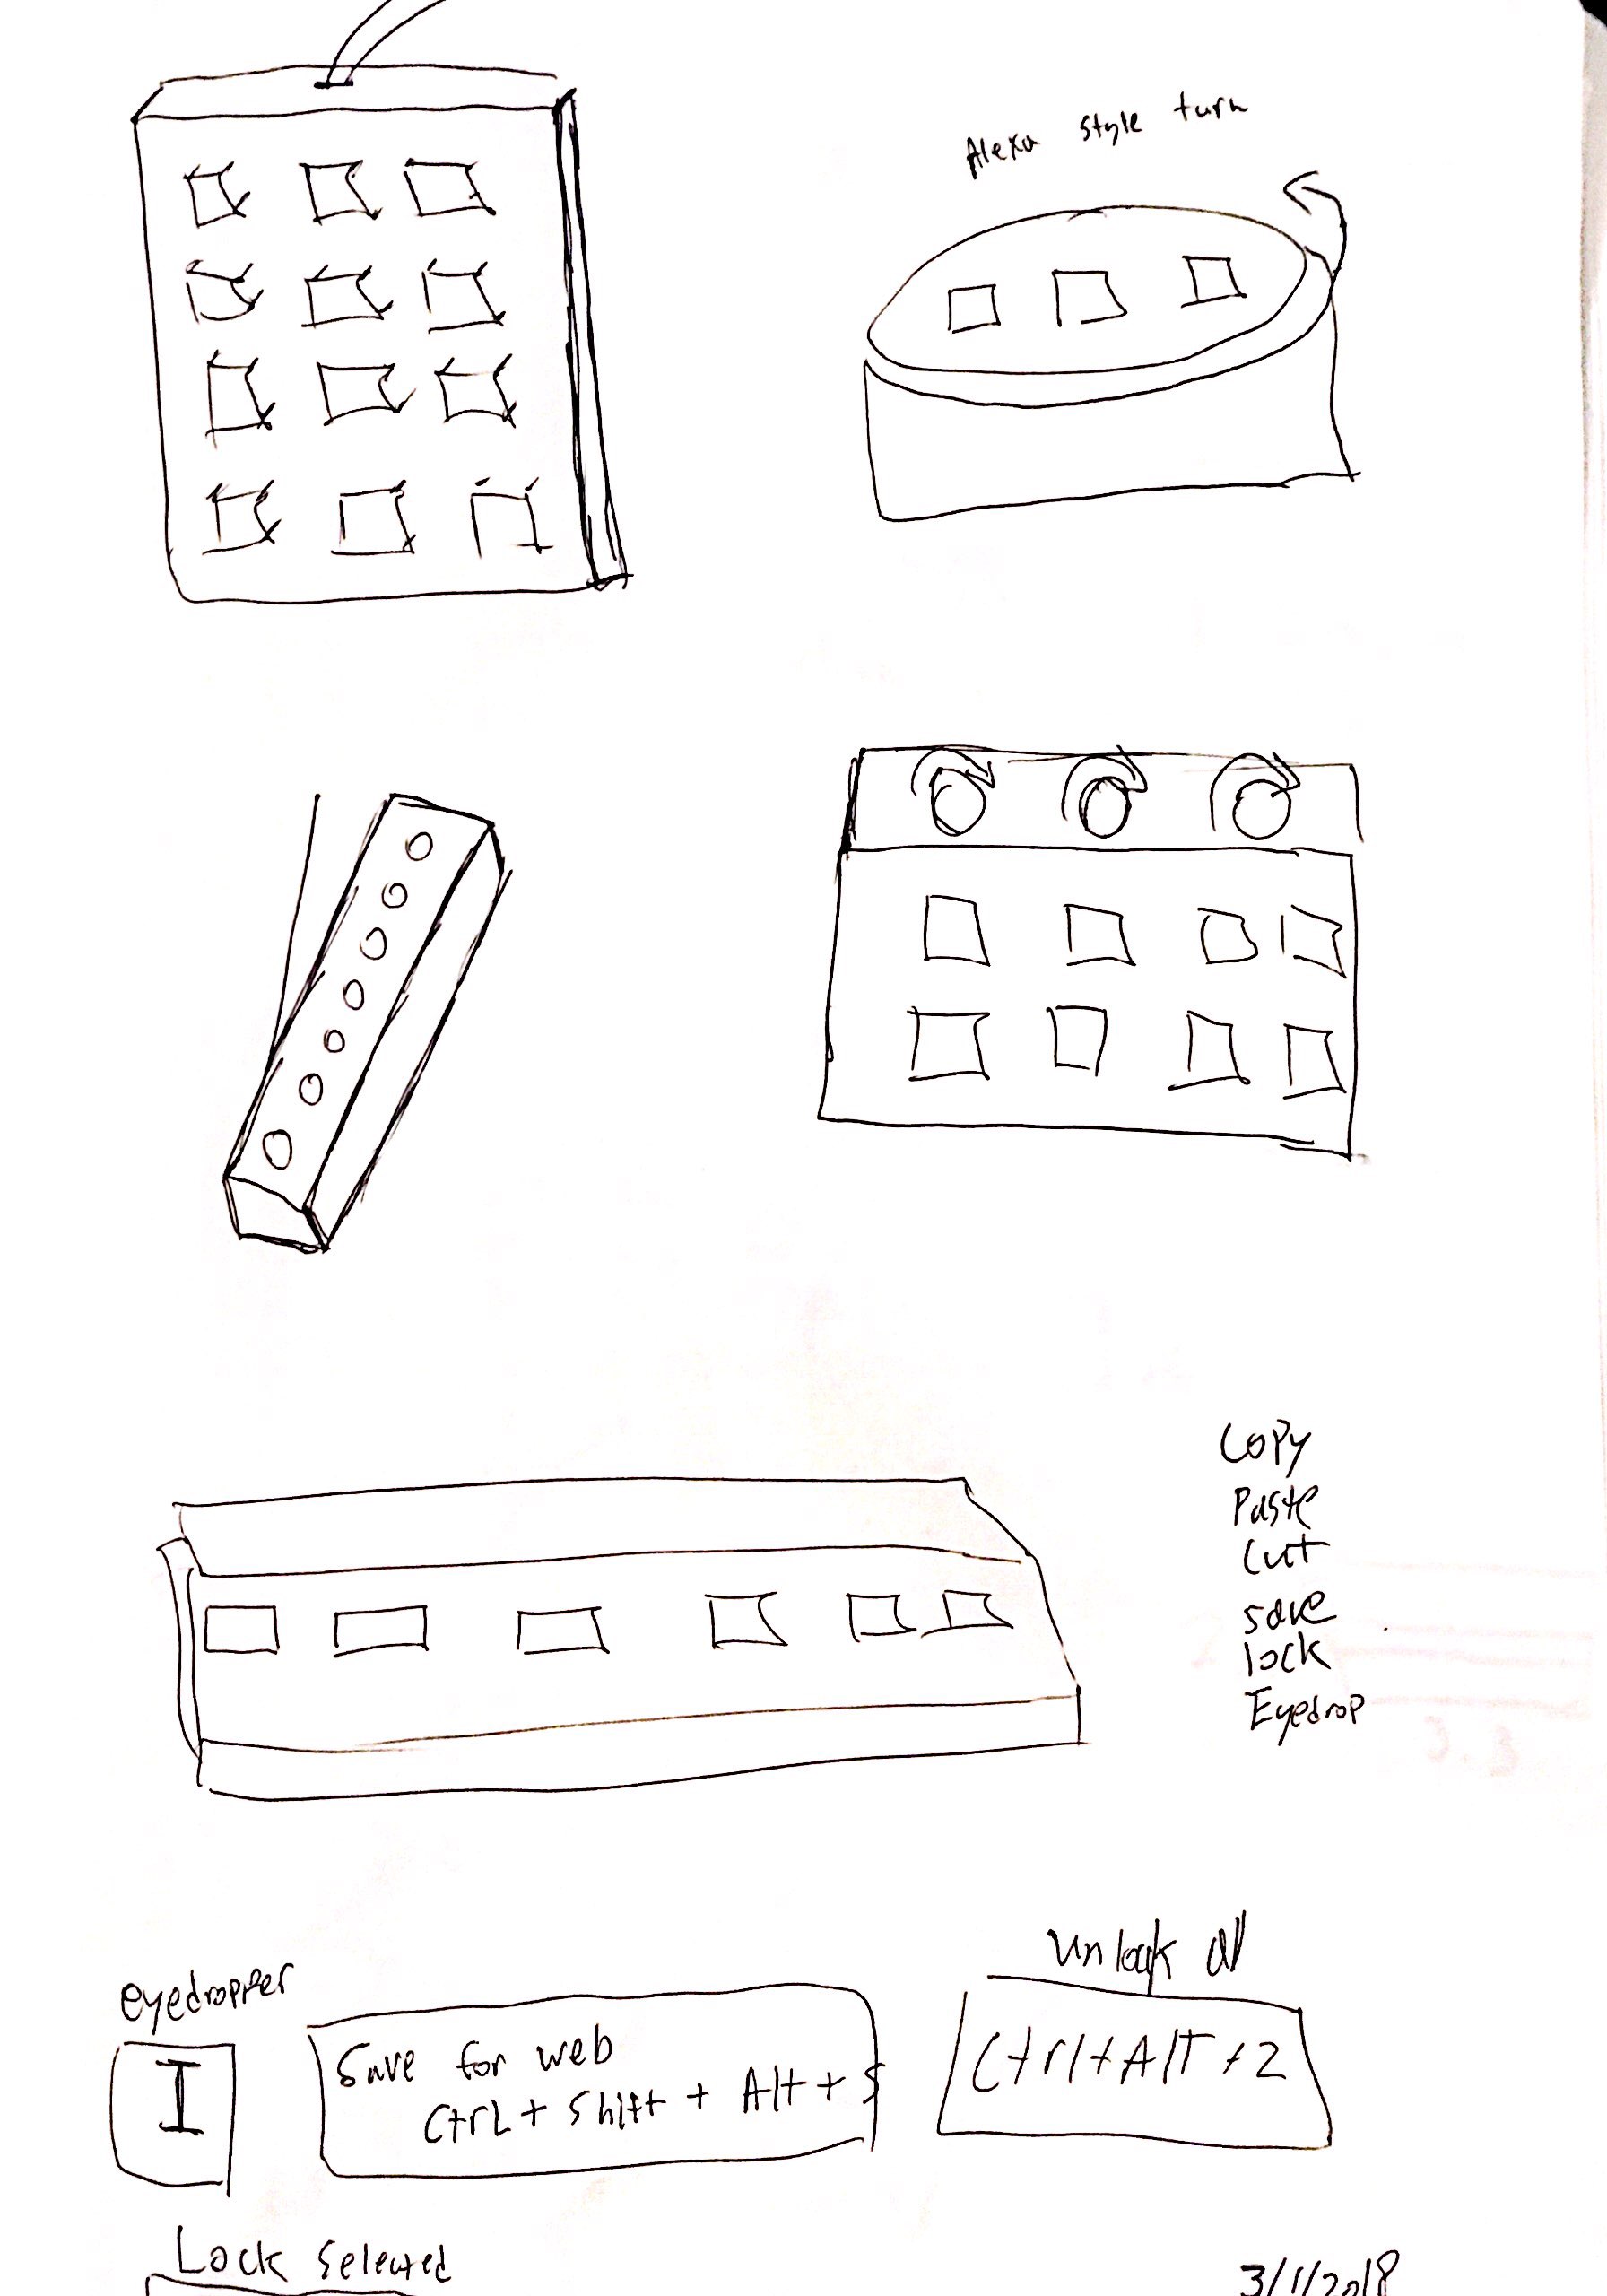 Alexa style turn
Copy
Paste
Cut
save
lock
Eyedrop
unlock all
eyedropper
I
Save for web
Ctrl + Shift + Alt + S
Ctrl + Alt + 2
Lock Selected
3/1/2018